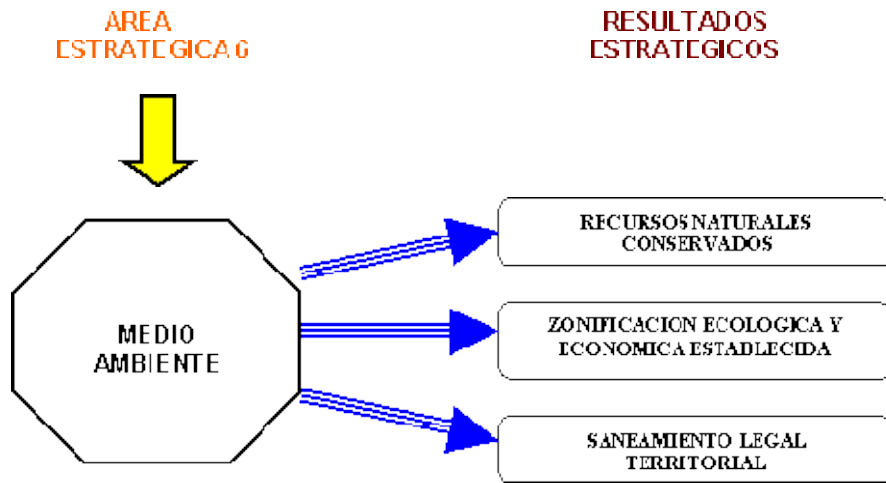 AREA
ESTRATEGICA 6
RESULTADOS
ESTRATEGICOS
MEDIO
AMBIENTE
RECURSOS NATURALES
CONSERVADOS
ZONIFICACION ECOLOGICA Y
ECONOMICA ESTABLECIDA
SANEAMIENTO LEGAL
TERRITORIAL